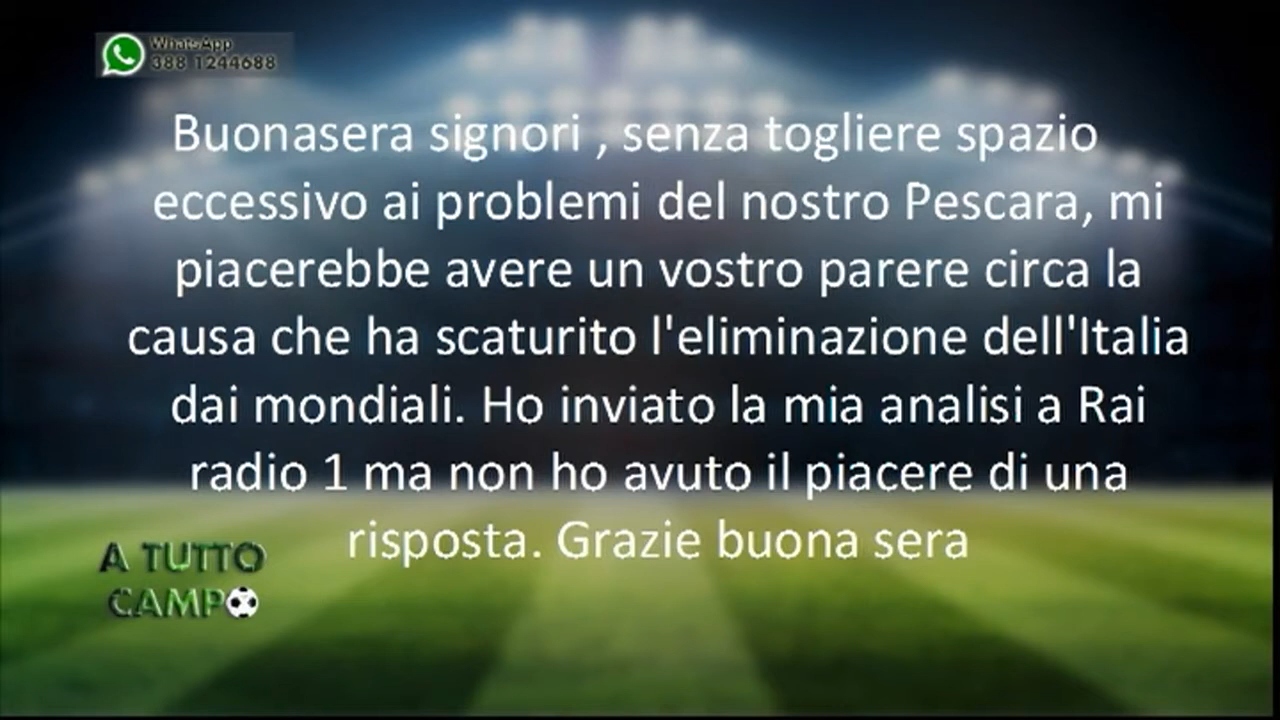 WhatsApp
388 1244688
Buonasera signori , senza togliere spazio
eccessivo ai problemi del nostro Pescara, mi
piacerebbe avere un vostro parere circa la
causa che ha scaturito l'eliminazione dell'Italia
dai mondiali. Ho inviato la mia analisi a Rai
radio 1 ma non ho avuto il piacere di una
risposta. Grazie buona sera
A TUTTO
CAMPO